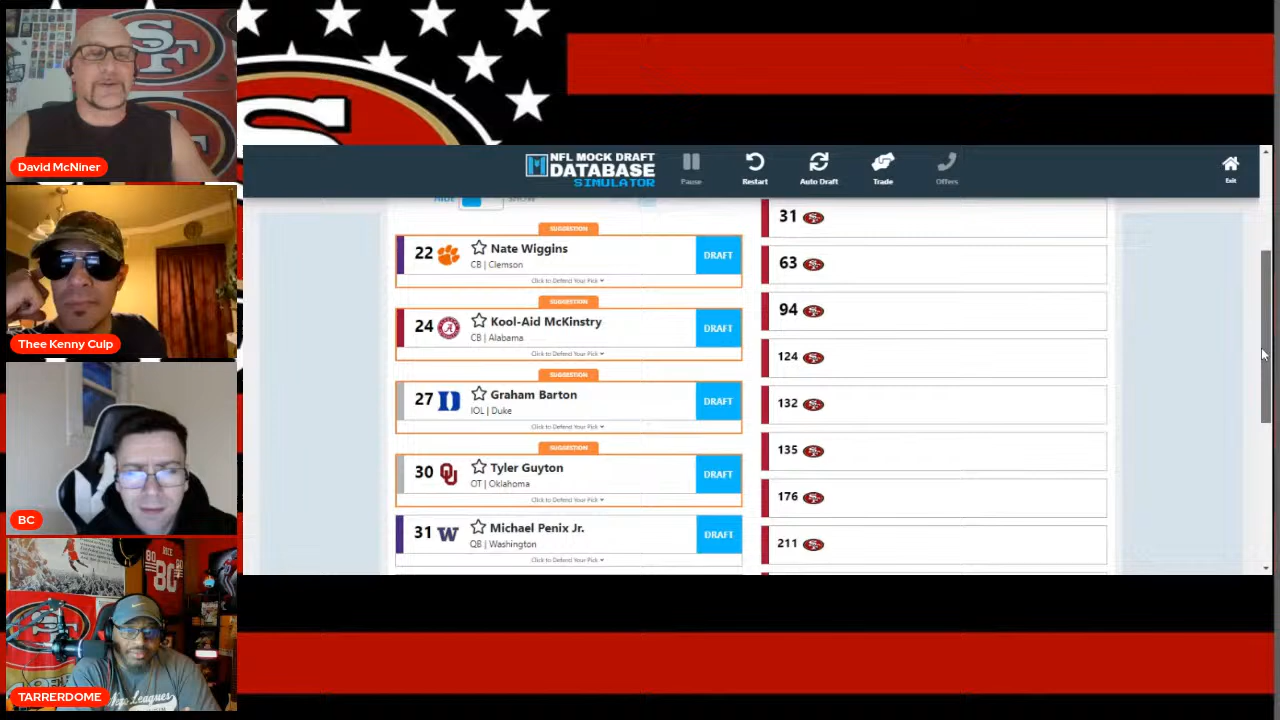 David McNiner
Thee Kenny Culp
BC
RICE
80
80
TARRERDOME
NFL MOCK DRAFT
DATABASE
SIMULATOR
Pause
Restart
Auto Draft
Trade
Offers
Exit
SUGGESTION
22
Nate Wiggins
CB | Clemson
DRAFT
Click to Defend Your Pick
SUGGESTION
24
Kool-Aid McKinstry
CB | Alabama
DRAFT
Click to Defend Your Pick
SUGGESTION
27
Graham Barton
IOL | Duke
DRAFT
Click to Defend Your Pick
SUGGESTION
30
Tyler Guyton
OT | Oklahoma
DRAFT
Click to Defend Your Pick
31
Michael Penix Jr.
QB | Washington
DRAFT
Click to Defend Your Pick
31
63
94
124
132
135
176
211